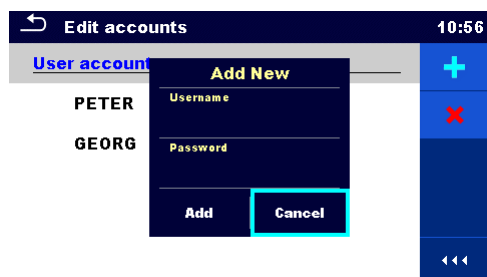 Edit accounts
10:56
User account
Add New
PETER
Username
GEORG
Password
Add
Cancel